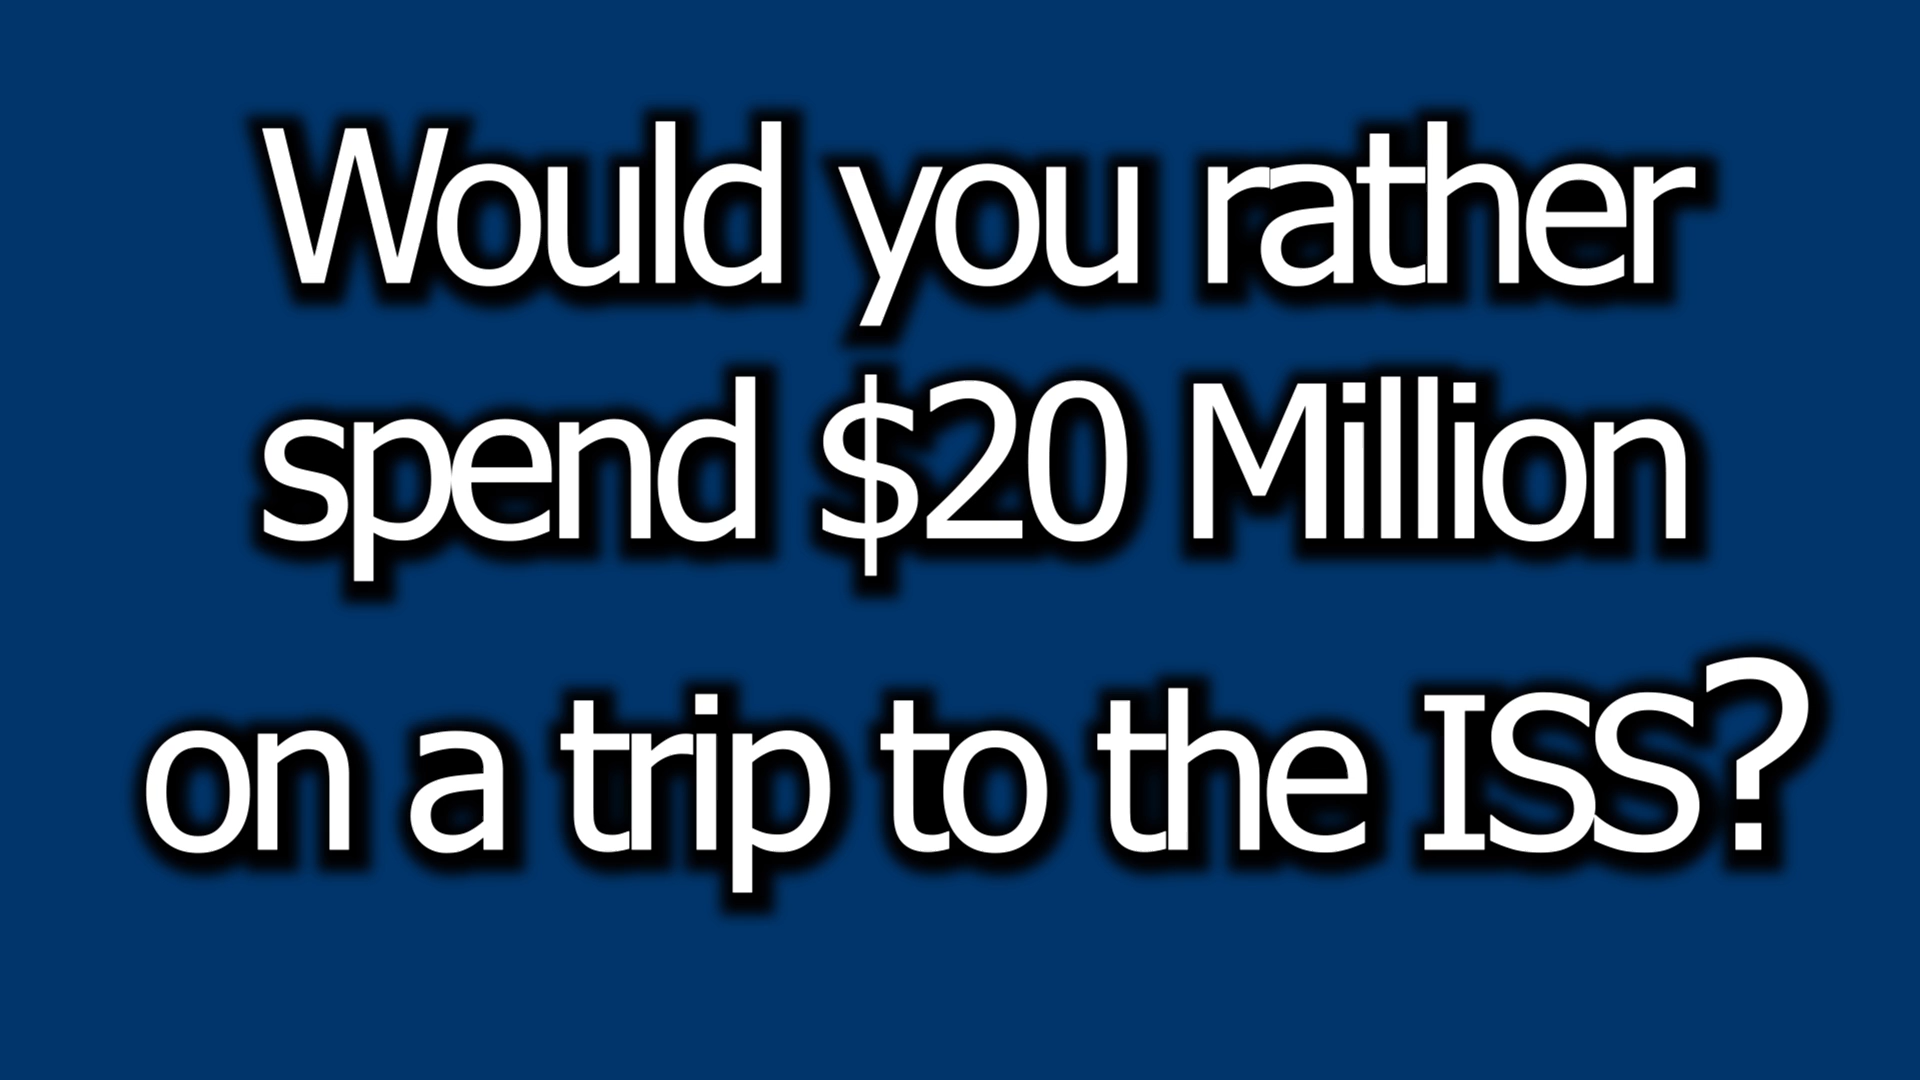 Would you rather
spend $20 Million
on a trip to the ISS?